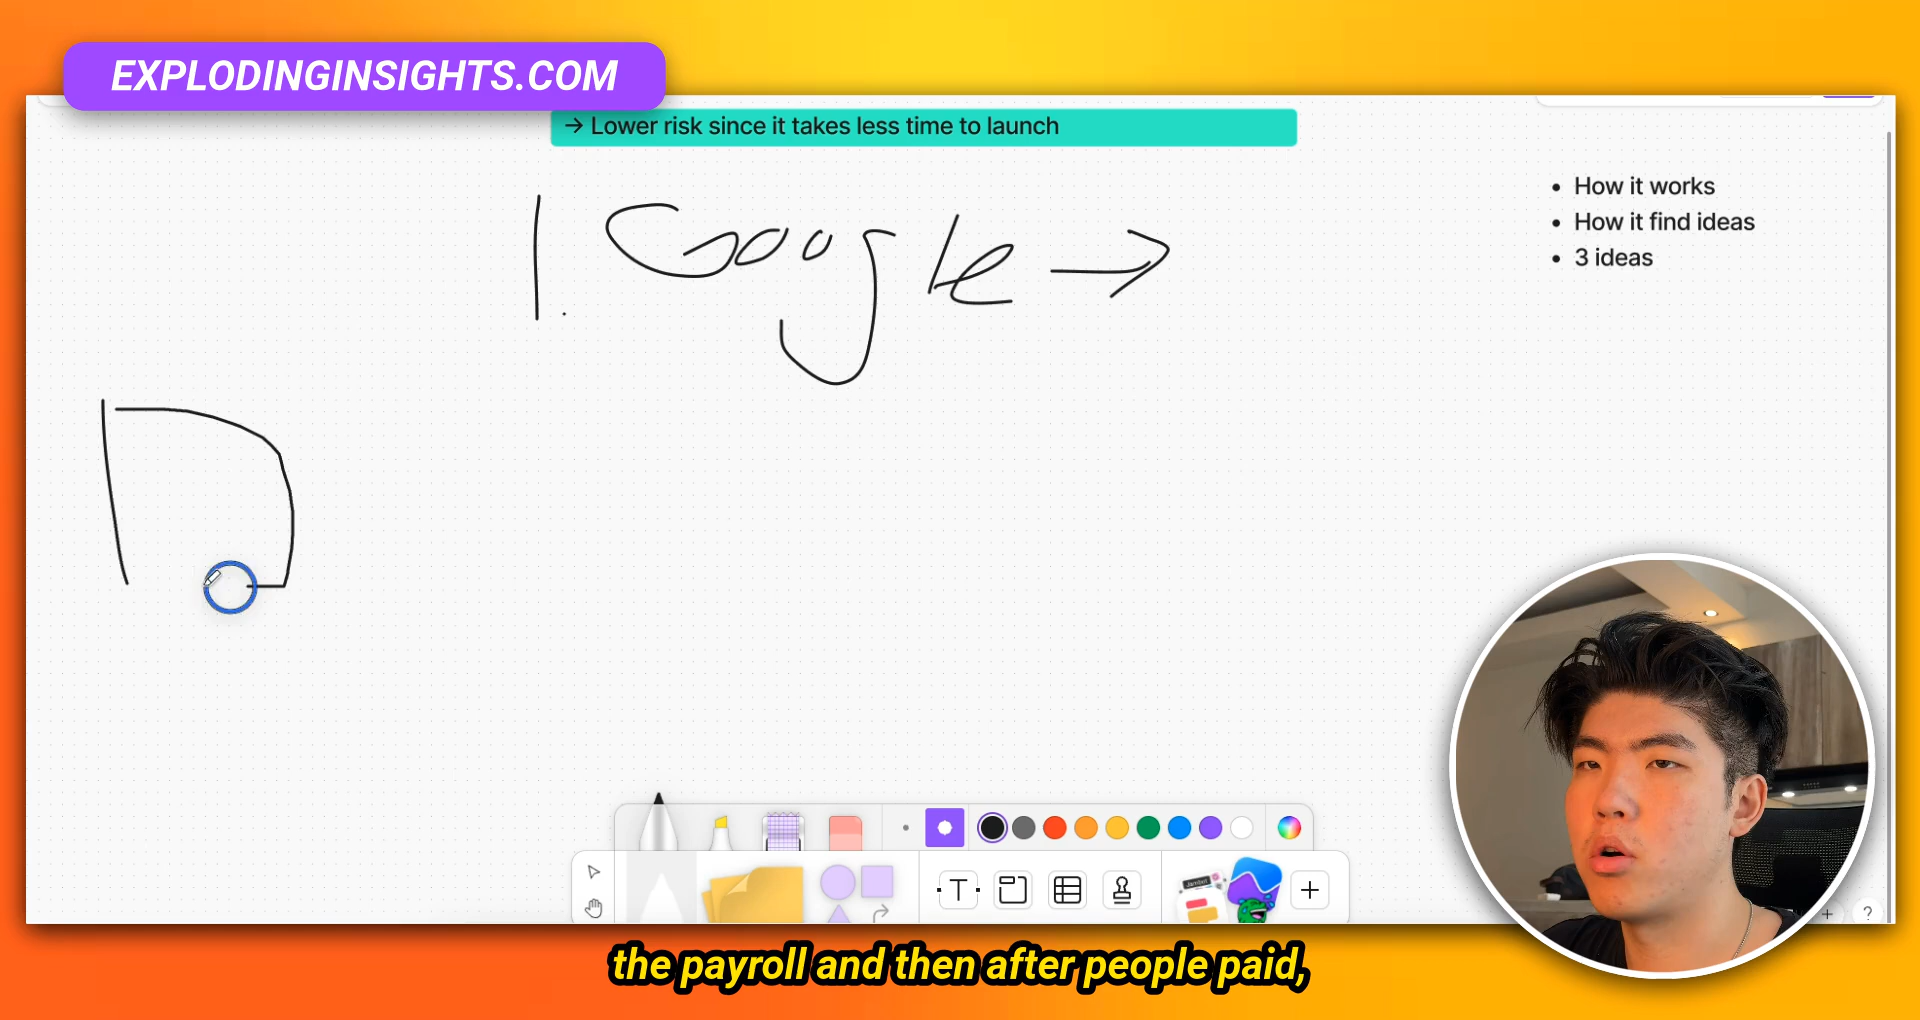 EXPLODINGINSIGHTS.COM
→ Lower risk since it takes less time to launch
1. Google →
• How it works
• How it find ideas
• 3 ideas
D
T
?
the payroll and then after people paid,